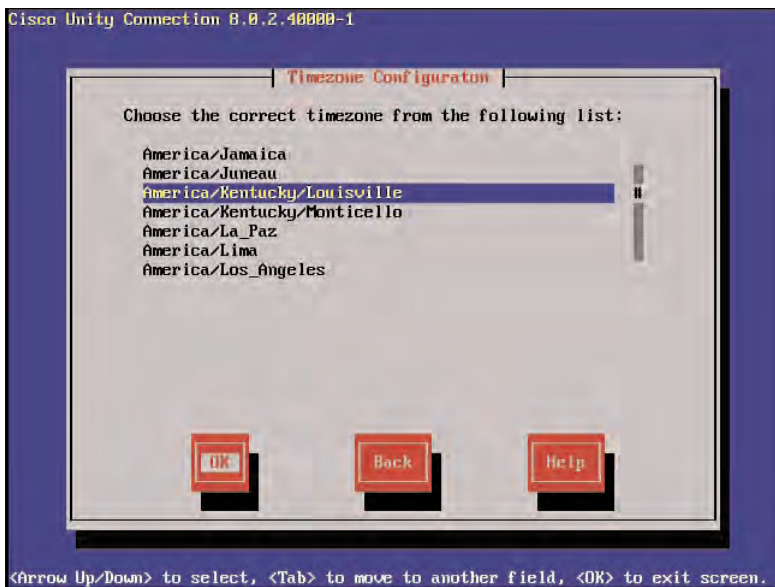 Cisco Unity Connection 8.0.2.40000-1
Timezone Configuraton
Choose the correct timezone from the following list:
America/Jamaica
America/Juneau
America/Kentucky/Louisville
#
America/Kentucky/Monticello
America/La_Paz
America/Lima
America/Los_Angeles
OK
Back
Help
<Arrow Up/Down> to select, <Tab> to move to another field, <OK> to exit screen.